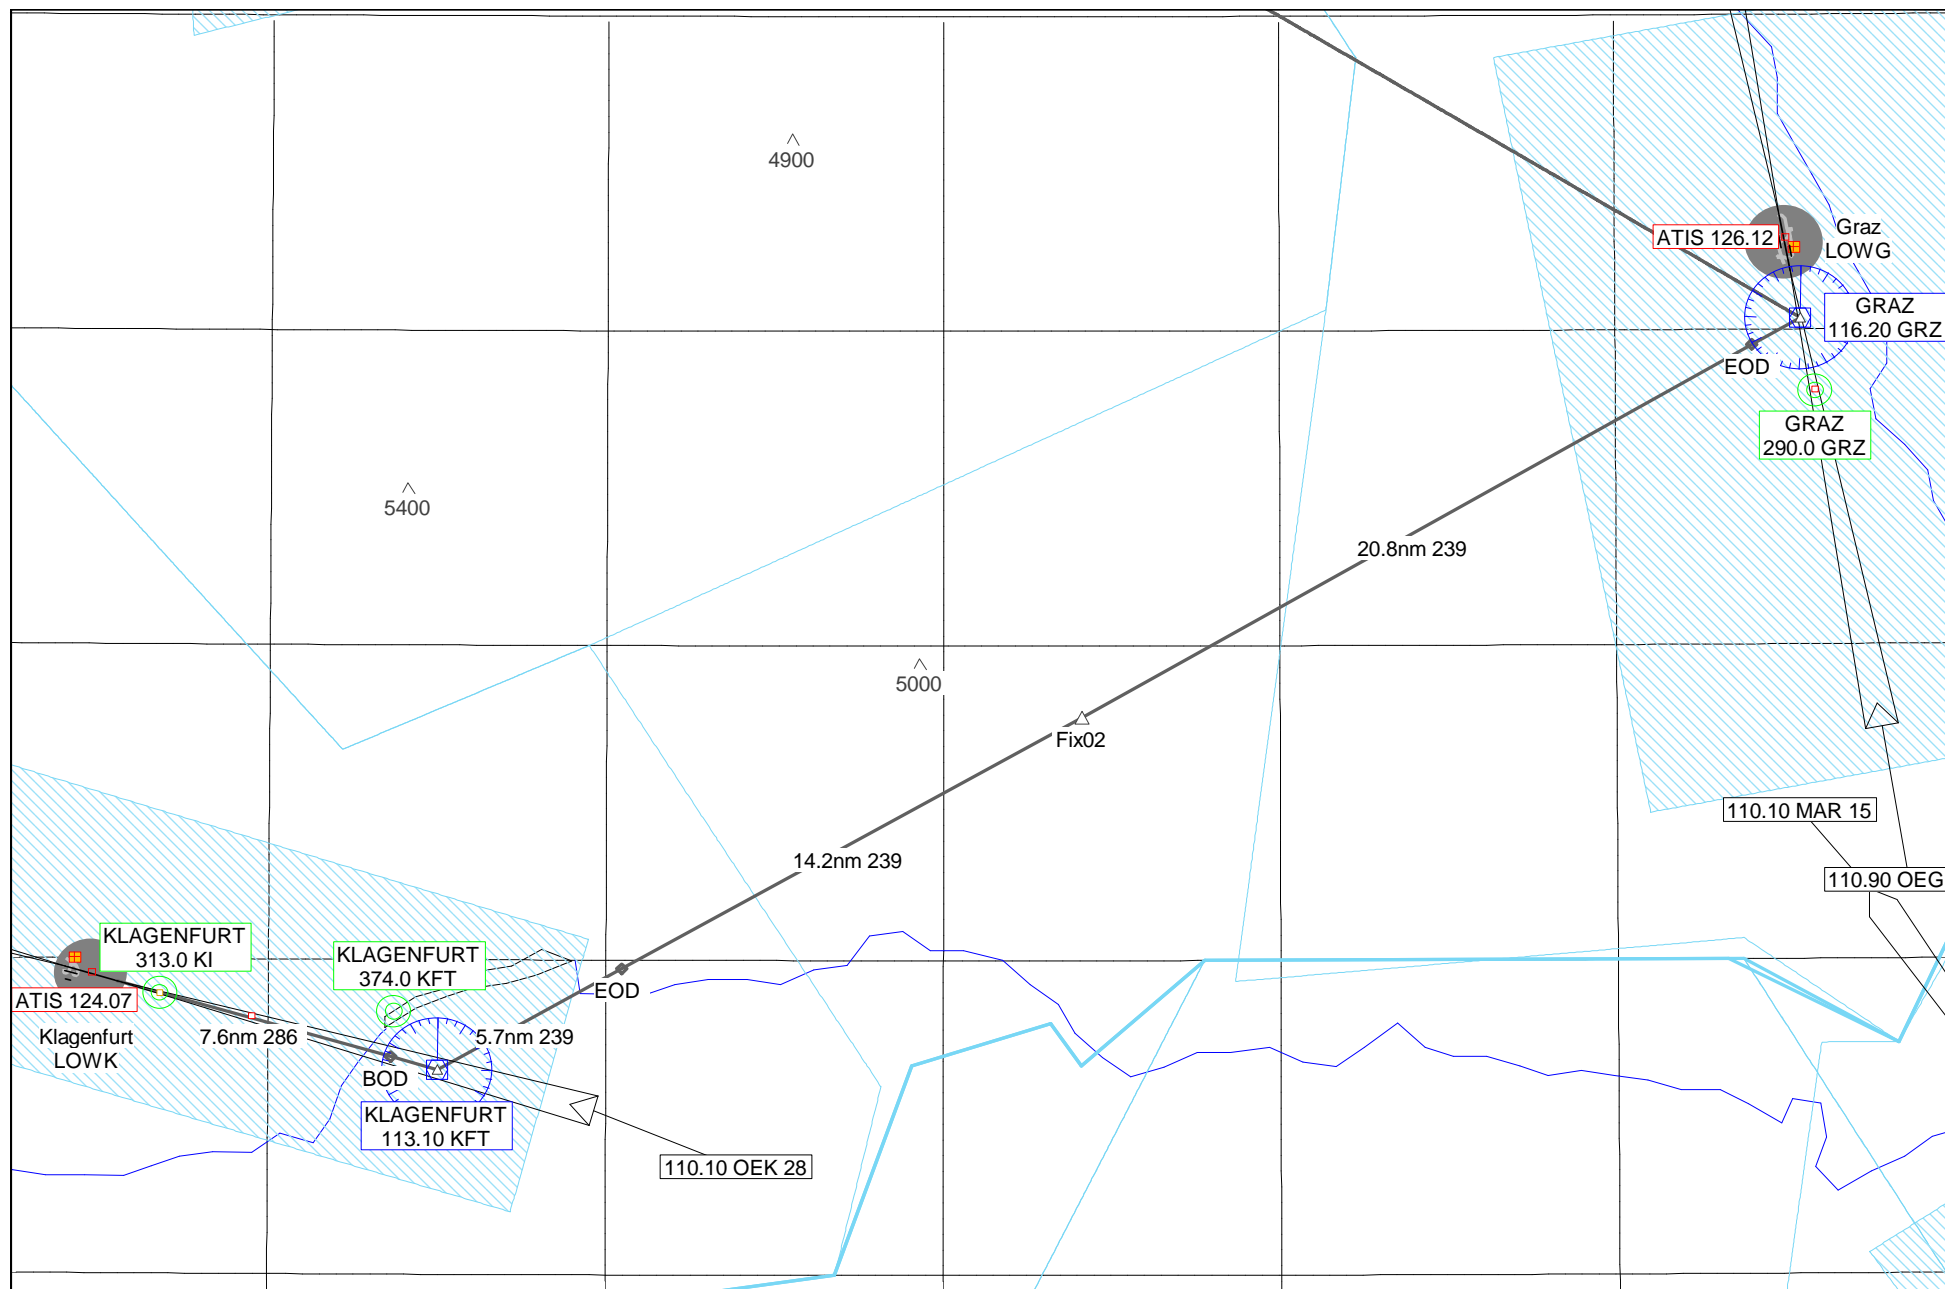 4900
ATIS 126.12
Graz
LOWG
GRAZ
116.20 GRZ
EOD
GRAZ
290.0 GRZ
5400
20.8nm 239
5000
Fix02
110.10 MAR 15
14.2nm 239
110.90 OEG
KLAGENFURT
313.0 KI
KLAGENFURT
374.0 KFT
EOD
ATIS 124.07
Klagenfurt
LOWK
7.6nm 286
5.7nm 239
BOD
KLAGENFURT
113.10 KFT
110.10 OEK 28